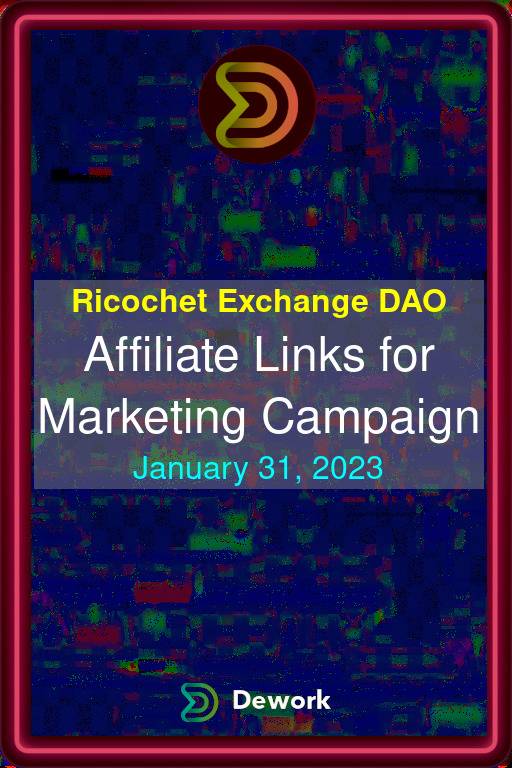 Ricochet Exchange DAO
Affiliate Links for
Marketing Campaign
January 31, 2023
Dework